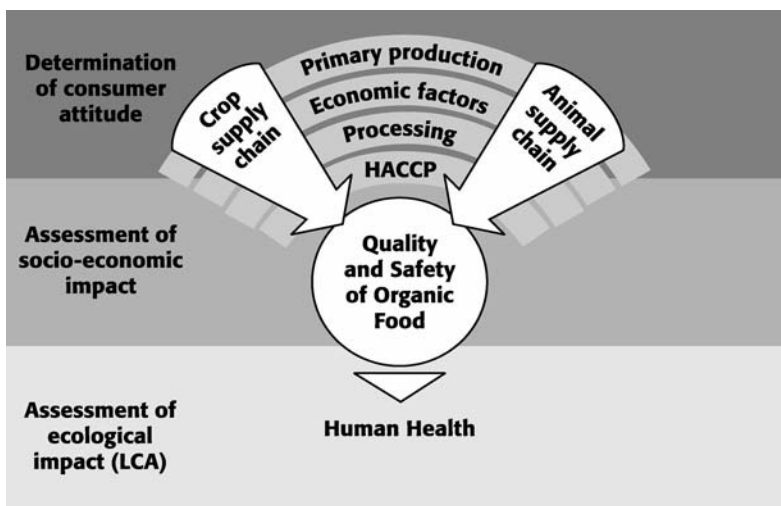 Determination
of consumer
attitude
Crop
supply
chain
Primary production
Economic factors
Processing
HACCP
Animal
supply
chain
Assessment of
socio-economic
impact
Quality
and Safety
of Organic
Food
Assessment of
ecological
impact (LCA)
Human Health